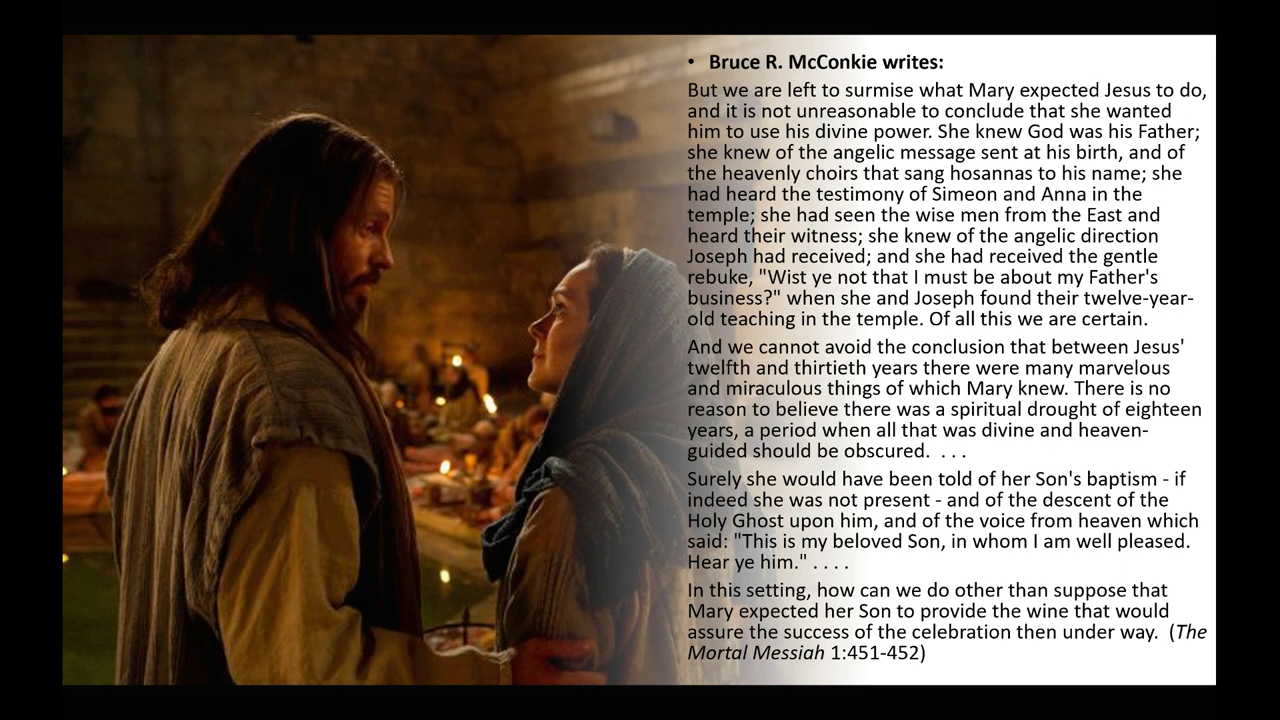 • Bruce R. McConkie writes:
But we are left to surmise what Mary expected Jesus to do,
and it is not unreasonable to conclude that she wanted
him to use his divine power. She knew God was his Father;
she knew of the angelic message sent at his birth, and of
the heavenly choirs that sang hosannas to his name; she
had heard the testimony of Simeon and Anna in the
temple; she had seen the wise men from the East and
heard their witness; she knew of the angelic direction
Joseph had received; and she had received the gentle
rebuke, "Wist ye not that I must be about my Father's
business?" when she and Joseph found their twelve-year-
old teaching in the temple. Of all this we are certain.
And we cannot avoid the conclusion that between Jesus'
twelfth and thirtieth years there were many marvelous
and miraculous things of which Mary knew. There is no
reason to believe there was a spiritual drought of eighteen
years, a period when all that was divine and heaven-
guided should be obscured. . . .
Surely she would have been told of her Son's baptism - if
indeed she was not present - and of the descent of the
Holy Ghost upon him, and of the voice from heaven which
said: "This is my beloved Son, in whom I am well pleased.
Hear ye him." . . . .
In this setting, how can we do other than suppose that
Mary expected her Son to provide the wine that would
assure the success of the celebration then under way. (The
Mortal Messiah 1:451-452)